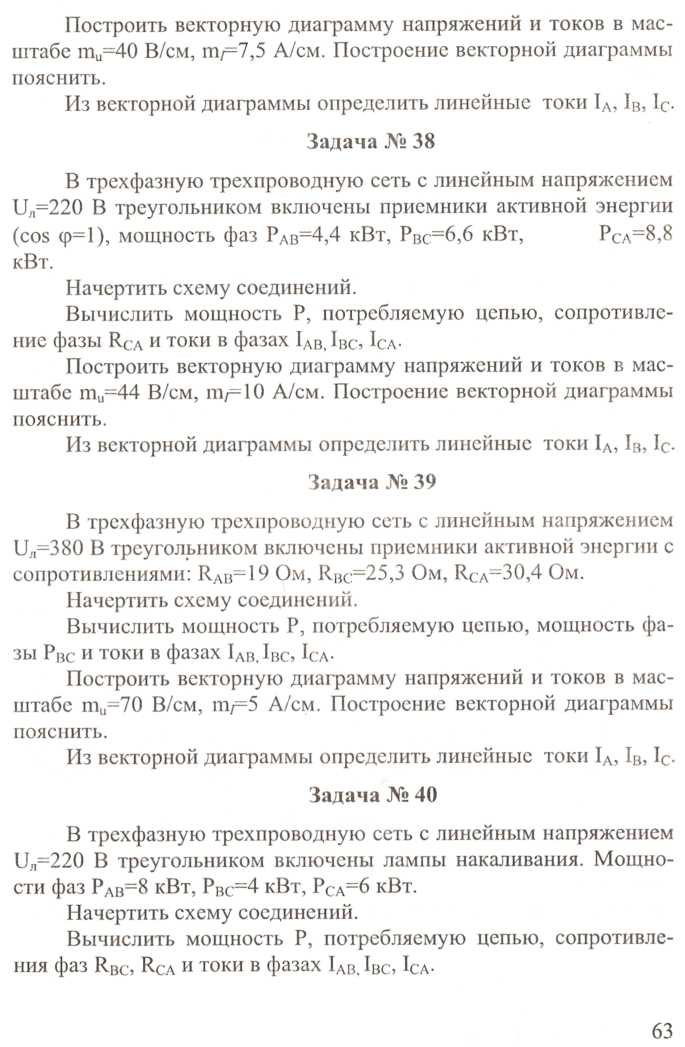 Построить векторную диаграмму напряжений и токов в мас-
штабе mu=40 В/см, mI=7,5 А/см. Построение векторной диаграммы
пояснить.
Из векторной диаграммы определить линейные токи IA, IB, IC.
Задача № 38
В трехфазную трехпроводную сеть с линейным напряжением
Uл=220 В треугольником включены приемники активной энергии
(cos φ=1), мощность фаз PAB=4,4 кВт, PBC=6,6 кВт, PCA=8,8
кВт.
Начертить схему соединений.
Вычислить мощность P, потребляемую цепью, сопротивле-
ние фазы RCA и токи в фазах IAB, IBC, ICA.
Построить векторную диаграмму напряжений и токов в мас-
штабе mu=44 В/см, mI=10 А/см. Построение векторной диаграммы
пояснить.
Из векторной диаграммы определить линейные токи IA, IB, IC.
Задача № 39
В трехфазную трехпроводную сеть с линейным напряжением
Uл=380 В треугольником включены приемники активной энергии с
сопротивлениями: RAB=19 Ом, RBC=25,3 Ом, RCA=30,4 Ом.
Начертить схему соединений.
Вычислить мощность P, потребляемую цепью, мощность фа-
зы PBC и токи в фазах IAB, IBC, ICA.
Построить векторную диаграмму напряжений и токов в мас-
штабе mu=70 В/см, mI=5 А/см. Построение векторной диаграммы
пояснить.
Из векторной диаграммы определить линейные токи IA, IB, IC.
Задача № 40
В трехфазную трехпроводную сеть с линейным напряжением
Uл=220 В треугольником включены лампы накаливания. Мощно-
сти фаз PAB=8 кВт, PBC=4 кВт, PCA=6 кВт.
Начертить схему соединений.
Вычислить мощность P, потребляемую цепью, сопротивле-
ния фаз RBC, RCA и токи в фазах IAB, IBC, ICA.
63